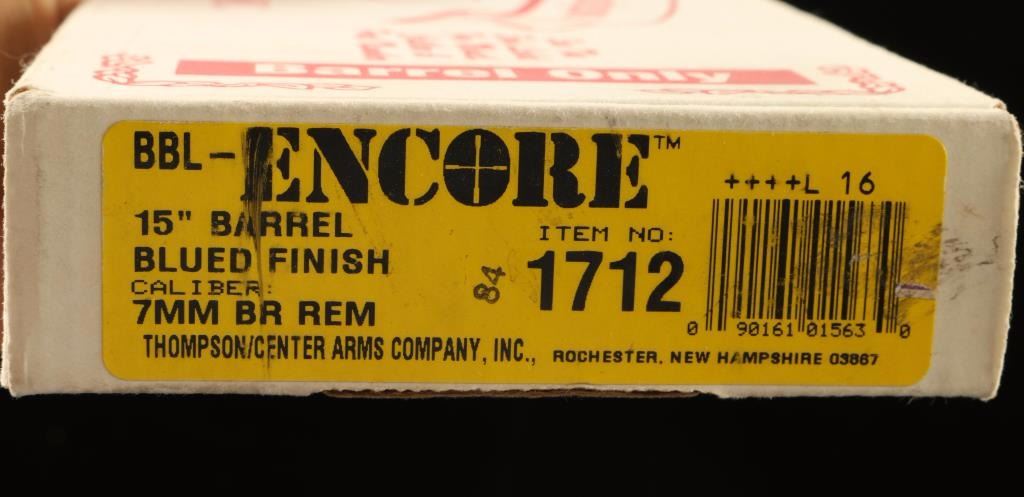 Barrel Only
BBL-ENCORE™
++++L 16
15" BARREL
BLUED FINISH
CALIBER:
7MM BR REM
84
ITEM NO:
1712
0 90161 01563 0
THOMPSON/CENTER ARMS COMPANY, INC., ROCHESTER, NEW HAMPSHIRE 03867